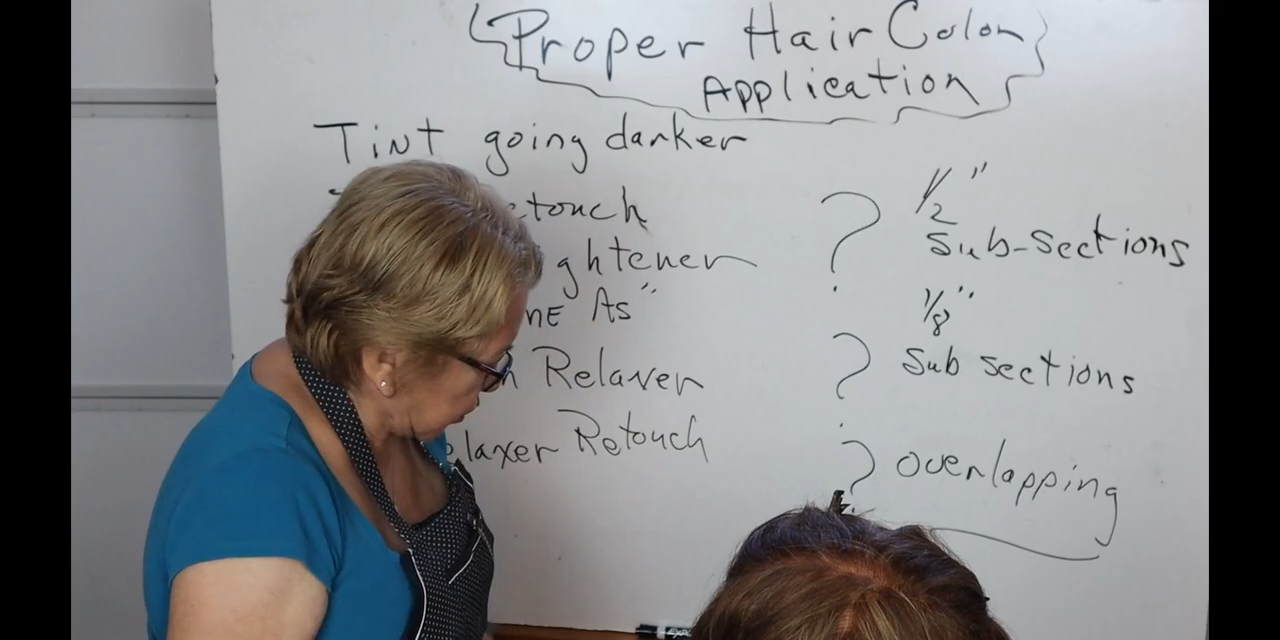 Proper Hair Color
Application
Tint going darker
etouch
ghtener
nE As"
n Relaxer
elaxer Retouch
? 1/2"
Sub-Sections
1/8"
? Sub sections
? overlapping